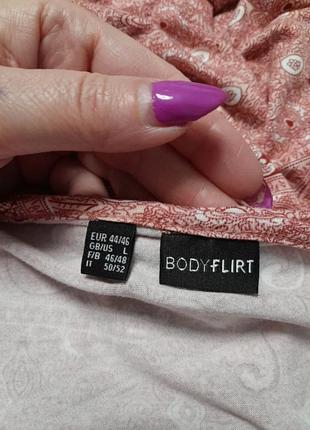 EUR 44/46
GB/US L
F/B 46/48
IT 50/52
BODYFLIRT